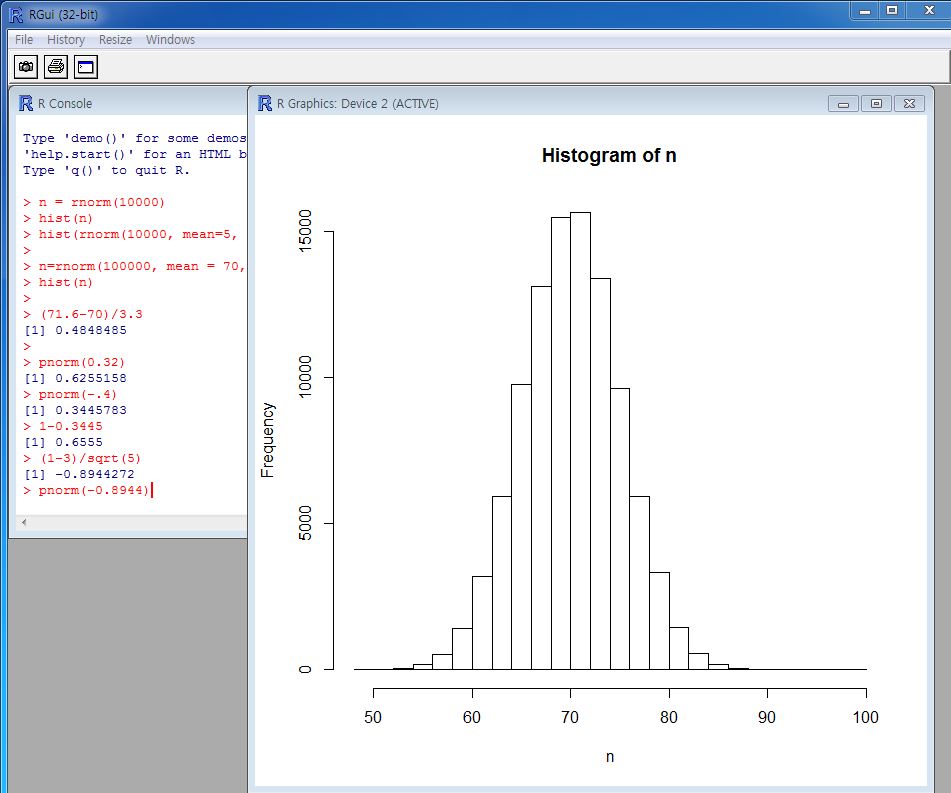 RGui (32-bit)
File History Resize Windows
R Console
Type 'demo()' for some demos
'help.start()' for an HTML b
Type 'q()' to quit R.
> n = rnorm(10000)
> hist(n)
> hist(rnorm(10000, mean=5,
>
> n=rnorm(100000, mean = 70,
> hist(n)
>
> (71.6-70)/3.3
[1] 0.4848485
>
> pnorm(0.32)
[1] 0.6255158
> pnorm(-.4)
[1] 0.3445783
> 1-0.3445
[1] 0.6555
> (1-3)/sqrt(5)
[1] -0.8944272
> pnorm(-0.8944)
R Graphics: Device 2 (ACTIVE)
Histogram of n
Frequency
15000
10000
5000
0
50 60 70 80 90 100
n